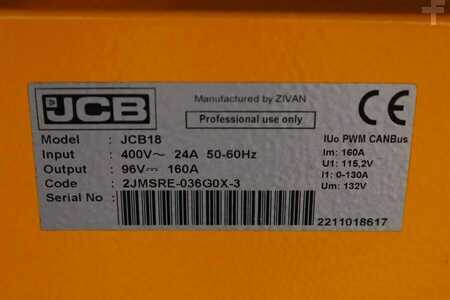 JCB
Manufactured by ZIVAN
Professional use only
CE
Model : JCB18
Input : 400V~ 24A 50-60Hz
Output : 96V⎓ 160A
Code : 2JMSRE-036G0X-3
Serial No :
IUo PWM CANBus
Im: 160A
U1: 115,2V
I1: 0-130A
Um: 132V
2211018617